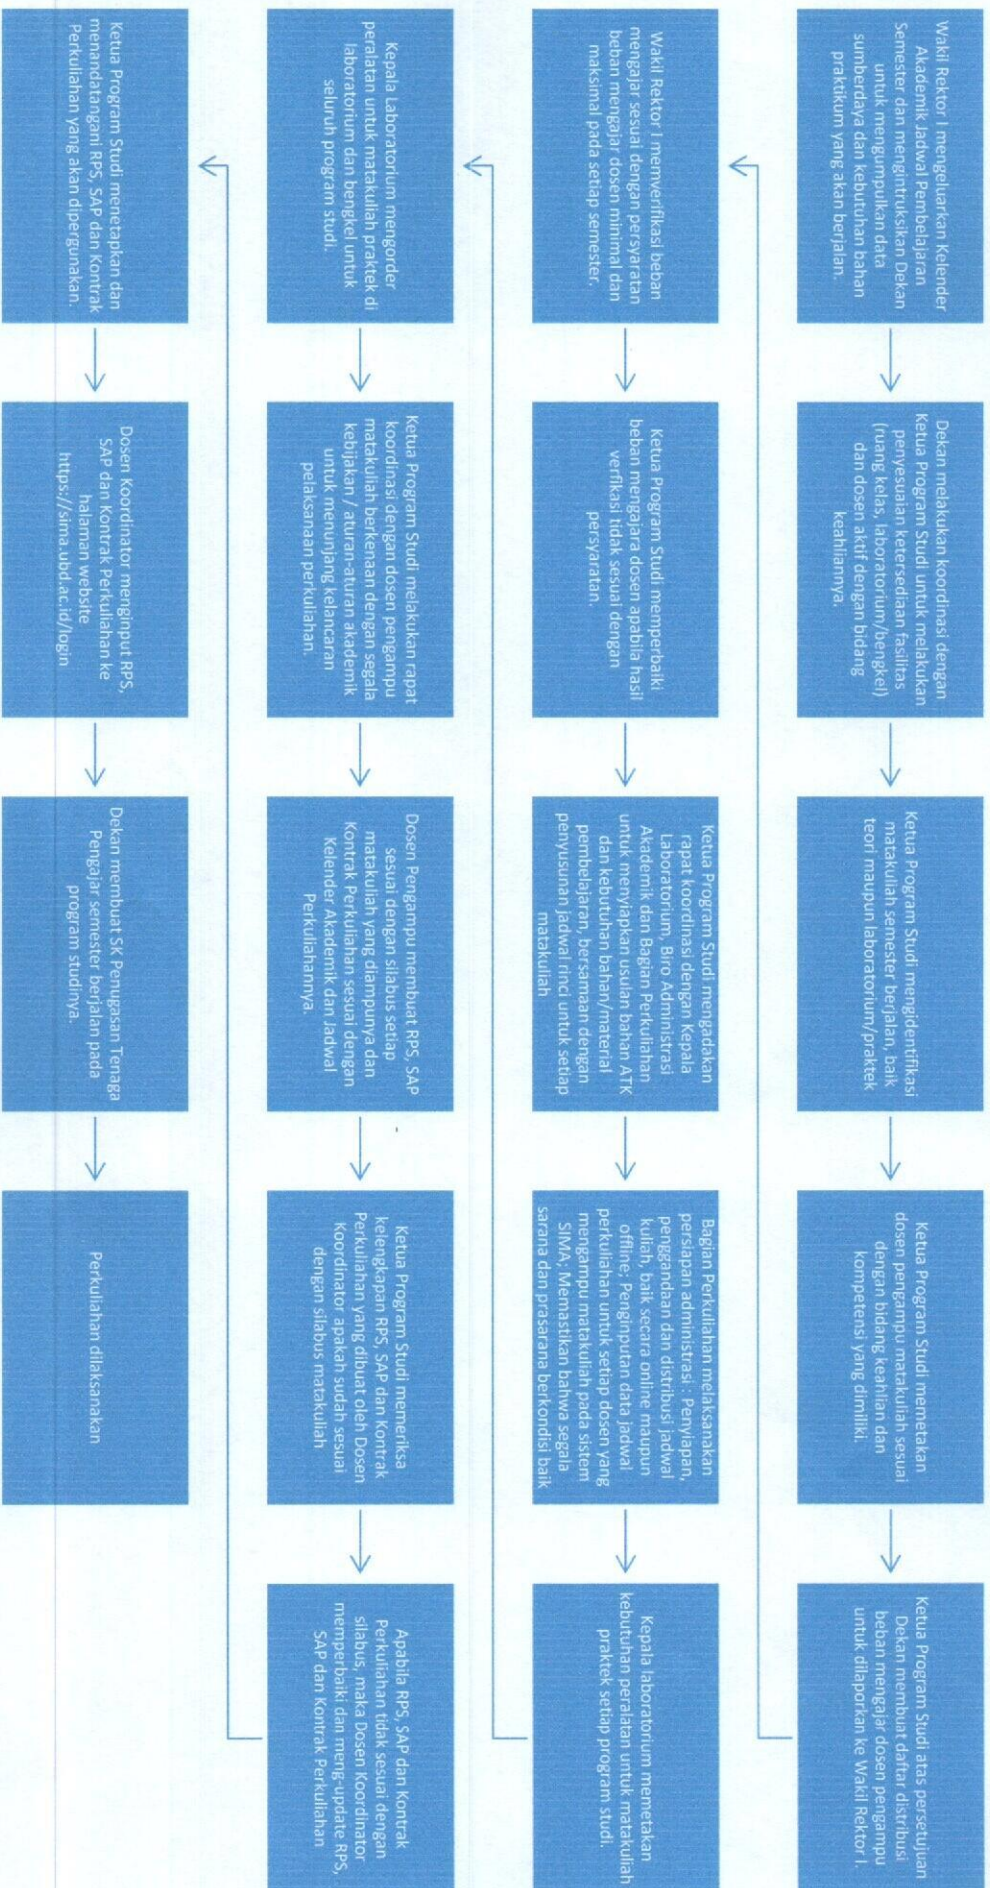 Wakil Rektor I mengeluarkan Kelender
Akademik Jadwal Pembelajaran
Semester dan mengintruksikan Dekan
untuk mengumpulkan data
sumberdaya dan kebutuhan bahan
praktikum yang akan berjalan.
Dekan melakukan koordinasi dengan
Ketua Program Studi untuk melakukan
penyesuaian ketersediaan fasilitas
(ruang kelas, laboratorium/bengkel)
dan dosen aktif dengan bidang
keahliannya.
Ketua Program Studi mengidentifikasi
matakuliah semester berjalan, baik
teori maupun laboratorium/praktek
Ketua Program Studi memetakan
dosen pengampu matakuliah sesuai
dengan bidang keahlian dan
kompetensi yang dimiliki.
Ketua Program Studi atas persetujuan
Dekan membuat daftar distribusi
beban mengajar dosen pengampu
untuk dilaporkan ke Wakil Rektor I.
Wakil Rektor I memverifikasi beban
mengajar sesuai dengan persyaratan
beban mengajar dosen minimal dan
maksimal pada setiap semester.
Ketua Program Studi memperbaiki
beban mengajara dosen apabila hasil
verfikasi tidak sesuai dengan
persyaratan.
Ketua Program Studi mengadakan
rapat koordinasi dengan Kepala
Laboratorium, Biro Administrasi
Akademik dan Bagian Perkuliahan
untuk menyiapkan usulan bahan ATK
dan kebutuhan bahan/material
pembelajaran, bersamaan dengan
penyusunan jadwal rinci untuk setiap
matakuliah
Bagian Perkuliahan melaksanakan
persiapan administrasi : Penyiapan,
penggandaan dan distribusi jadwal
kuliah, baik secara online maupun
offline; Penginputan data jadwal
perkuliahan untuk setiap dosen yang
mengampu matakuliah pada sistem
SIMA; Memastikan bahwa segala
sarana dan prasarana berkondisi baik
Kepala laboratorium memetakan
kebutuhan peralatan untuk matakuliah
praktek setiap program studi.
Kepala Laboratorium mengorder
peralatan untuk matakuliah praktek di
laboratorium dan bengkel untuk
seluruh program studi.
Ketua Program Studi melakukan rapat
koordinasi dengan dosen pengampu
matakuliah berkenaan dengan segala
kebijakan / aturan-aturan akademik
untuk menunjang kelancaran
pelaksanaan perkuliahan.
Dosen Pengampu membuat RPS, SAP
sesuai dengan silabus setiap
matakuliah yang diampunya dan
Kontrak Perkuliahan sesuai dengan
Kelender Akademik dan Jadwal
Perkuliahannya.
Ketua Program Studi memeriksa
kelengkapan RPS, SAP dan Kontrak
Perkuliahan yang dibuat oleh Dosen
Koordinator apakah sudah sesuai
dengan silabus matakuliah
Apabila RPS, SAP dan Kontrak
Perkuliahan tidak sesuai dengan
silabus, maka Dosen Koordinator
memperbaiki dan meng-update RPS,
SAP dan Kontrak Perkuliahan
Ketua Program Studi menetapkan dan
menandatangani RPS, SAP dan Kontrak
Perkuliahan yang akan dipergunakan.
Dosen Koordinator menginput RPS,
SAP dan Kontrak Perkuliahan ke
halaman website
https://sima.ubd.ac.id/login
Dekan membuat SK Penugasan Tenaga
Pengajar semester berjalan pada
program studinya.
Perkuliahan dilaksanakan